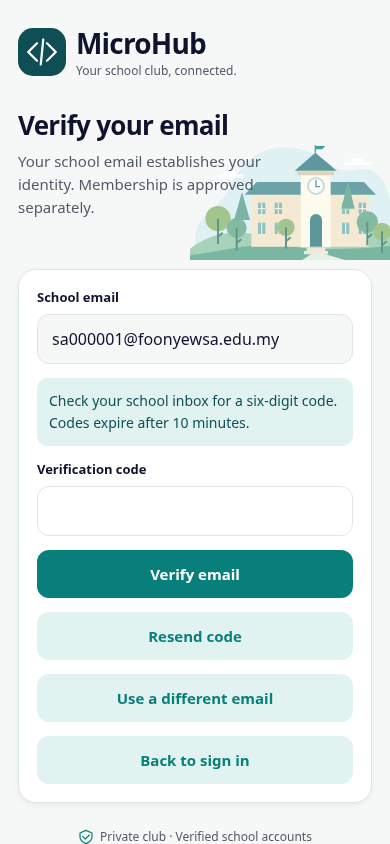 MicroHub
Your school club, connected.
Verify your email
Your school email establishes your
identity. Membership is approved
separately.
School email
sa000001@foonyewsa.edu.my
Check your school inbox for a six-digit code.
Codes expire after 10 minutes.
Verification code
Verify email
Resend code
Use a different email
Back to sign in
Private club · Verified school accounts